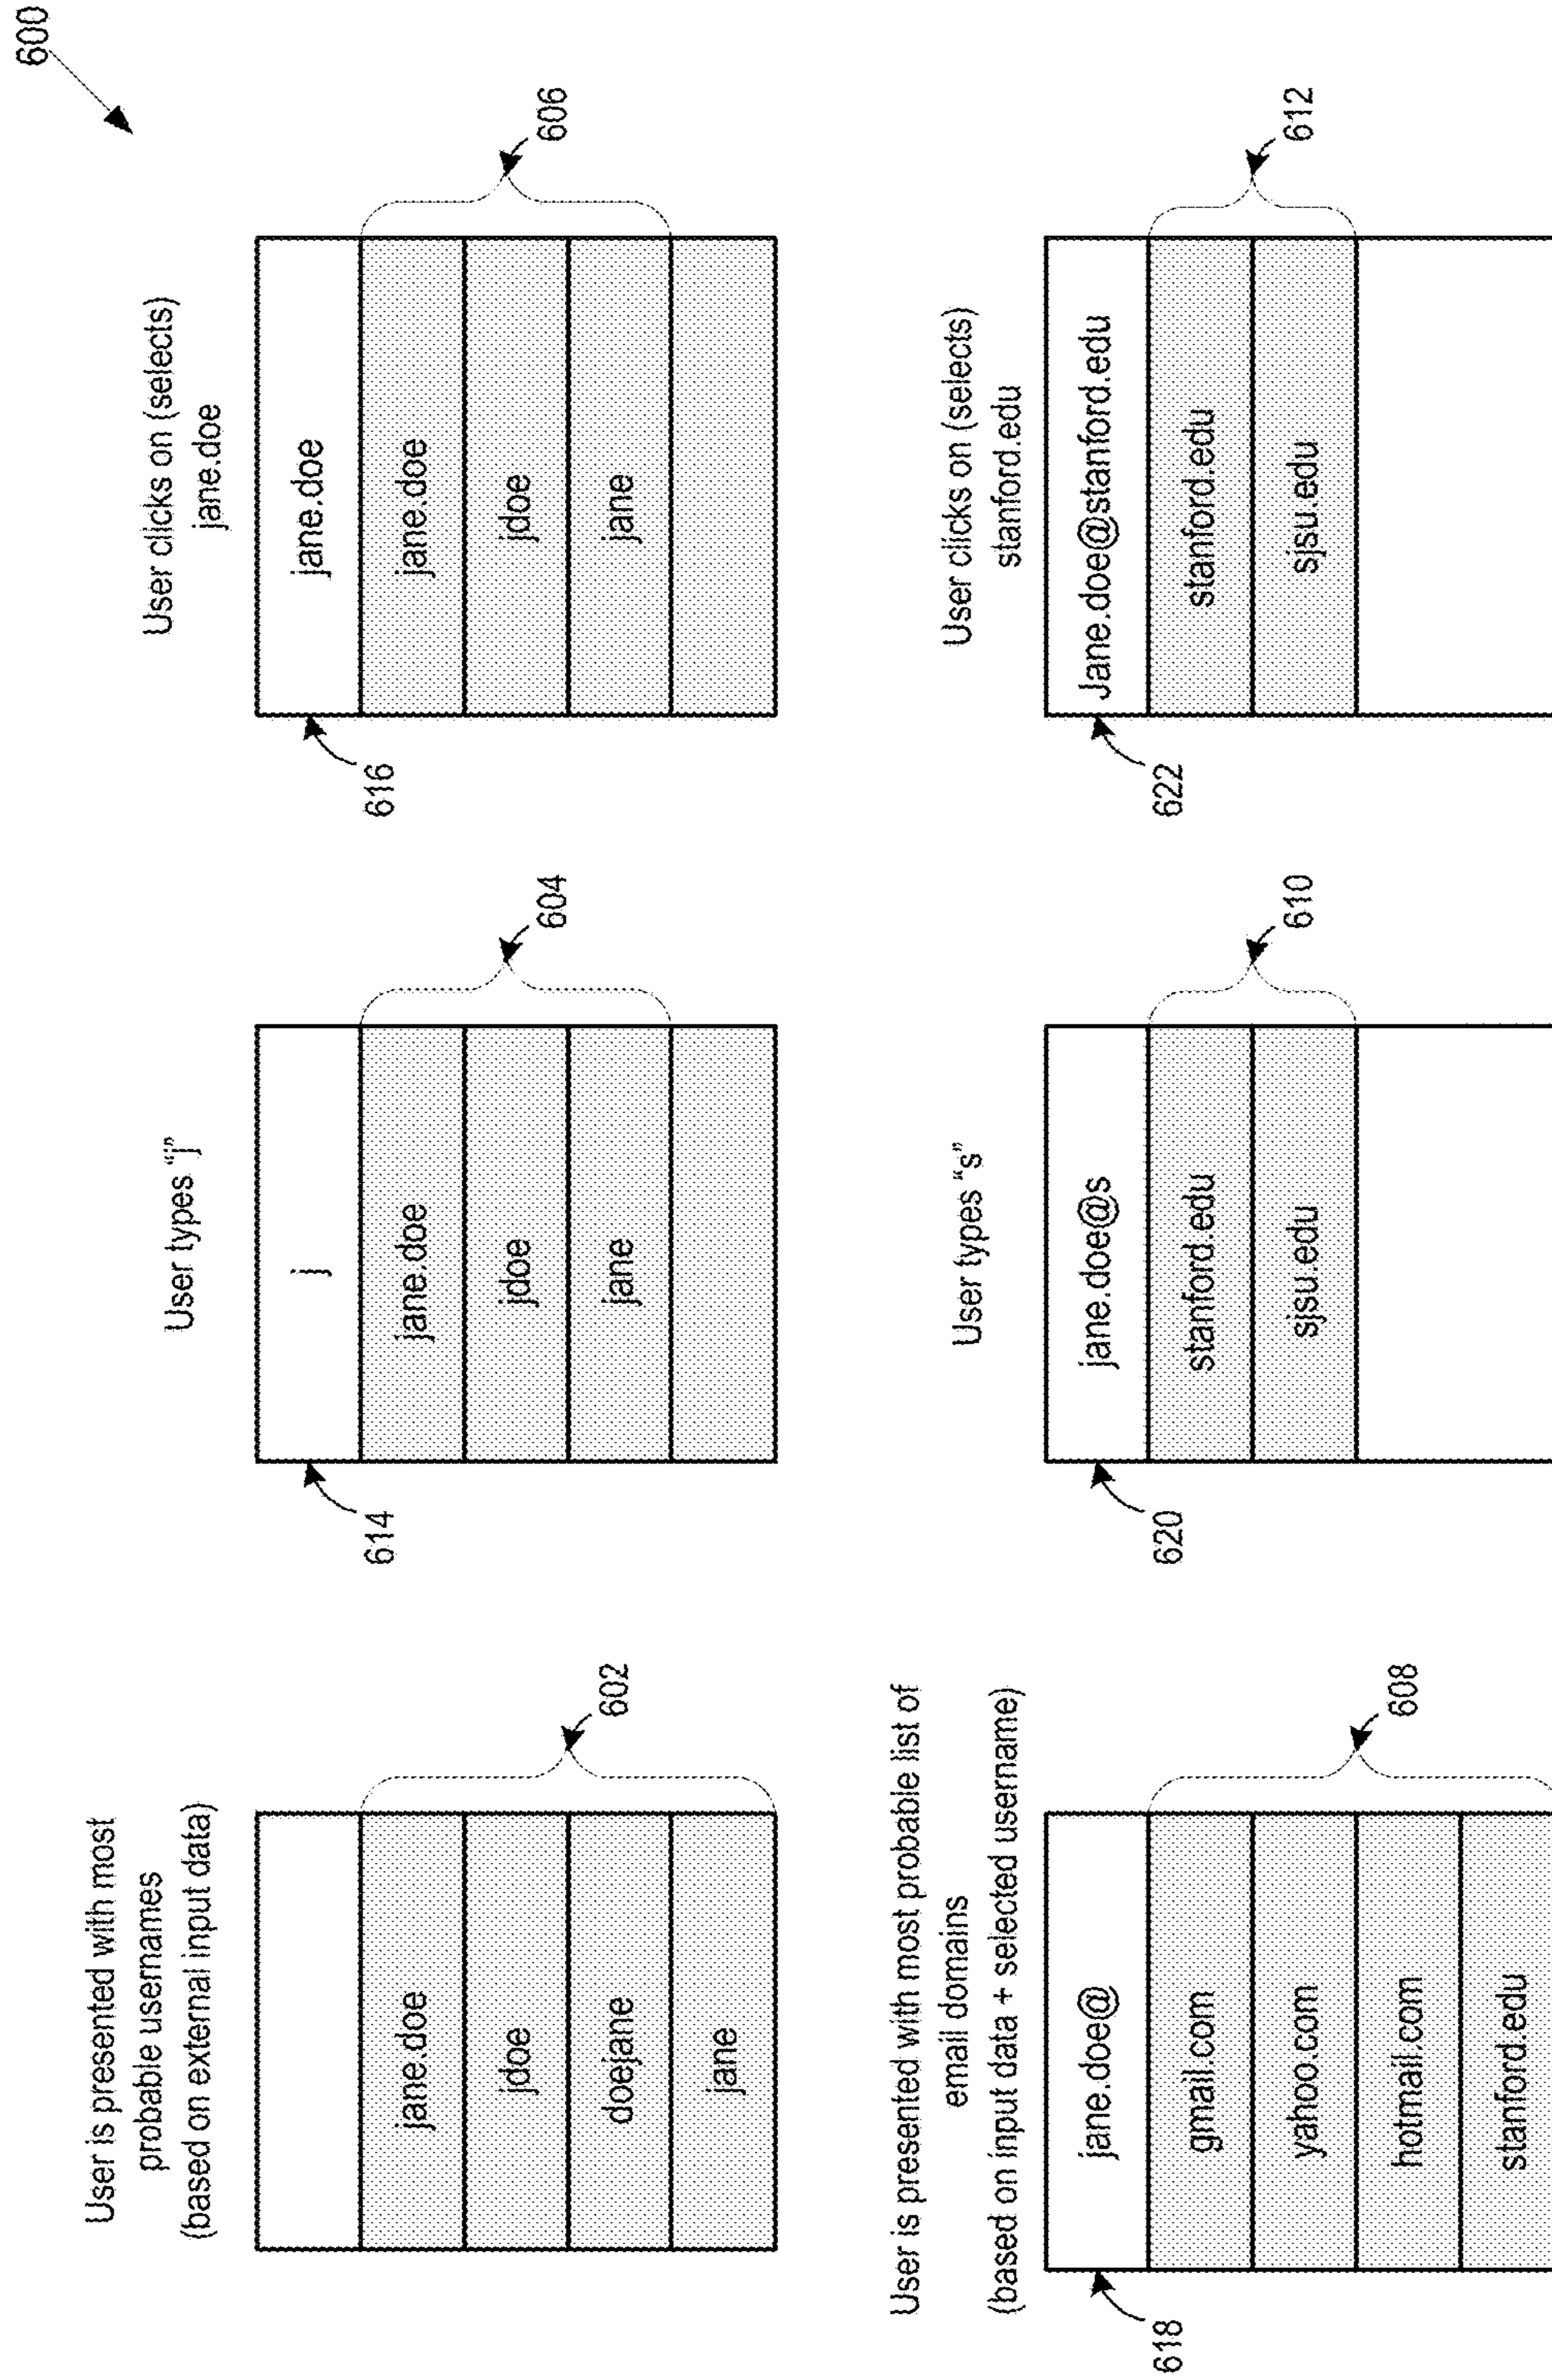 600
User is presented with most
probable usernames
(based on external input data)
jane.doe
jdoe
doejane
jane
602
User types "j"
614
j
jane.doe
jdoe
jane
604
User clicks on (selects)
jane.doe
616
jane.doe
jane.doe
jdoe
jane
606
User is presented with most probable list of
email domains
(based on input data + selected username)
618
jane.doe@
gmail.com
yahoo.com
hotmail.com
stanford.edu
608
User types "s"
620
jane.doe@s
stanford.edu
sjsu.edu
610
User clicks on (selects)
stanford.edu
622
Jane.doe@stanford.edu
stanford.edu
sjsu.edu
612